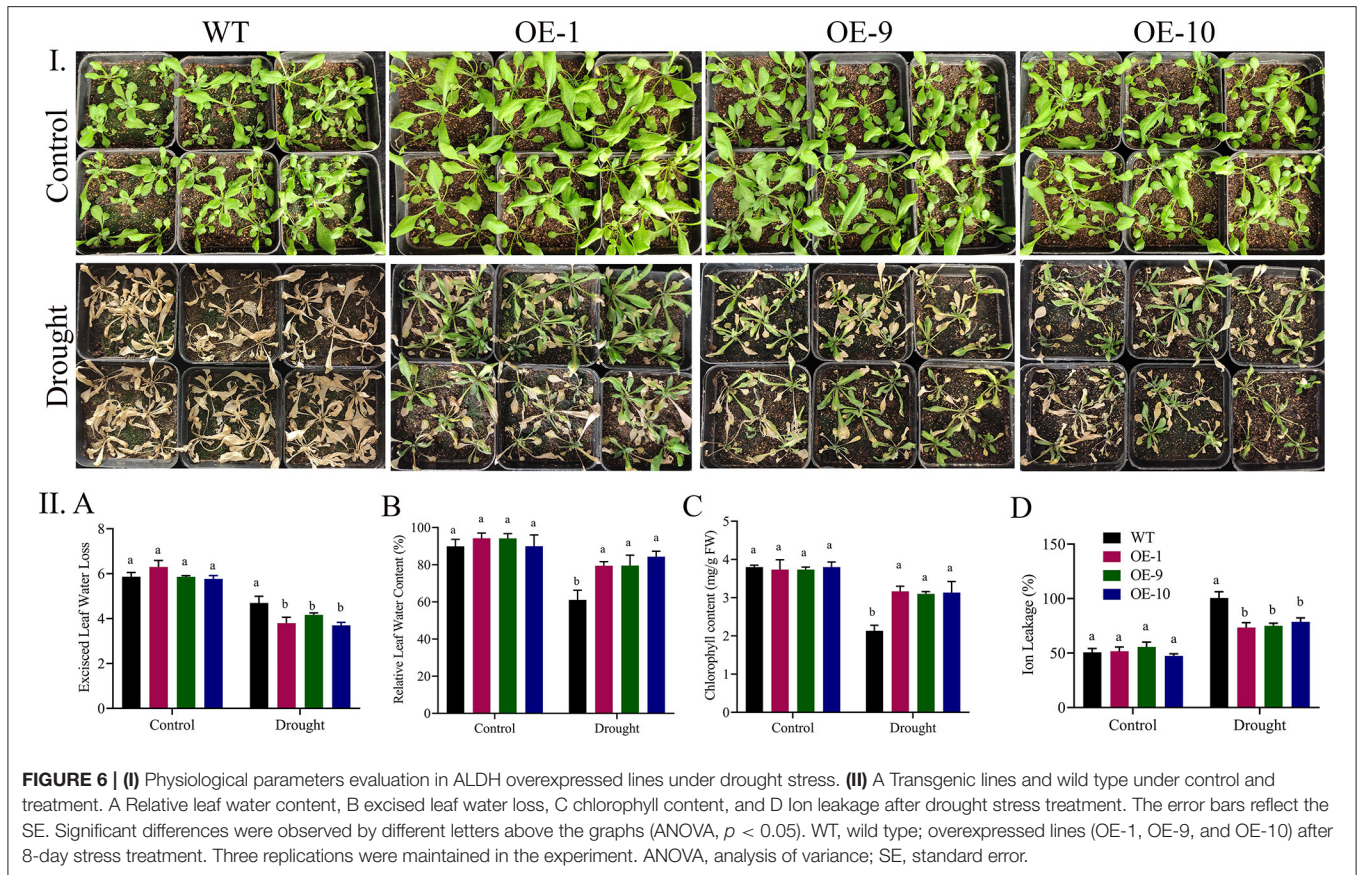 WT OE-1 OE-9 OE-10
I.
Control
Drought
II. A
Excisced Leaf Water Loss
8
6
4
2
0
a a a a
a b b b
Control Drought
B
Relative Leaf Water Content (%)
100
80
60
40
20
0
a a a a
b a a a
Control Drought
C
Chlorophyll content (mg/g FW)
5
4
3
2
1
0
a a a a
b a a a
Control Drought
D
Ion Leakage (%)
150
100
50
0
WT
OE-1
OE-9
OE-10
a a a a
a b b b
Control Drought
FIGURE 6 | (I) Physiological parameters evaluation in ALDH overexpressed lines under drought stress. (II) A Transgenic lines and wild type under control and
treatment. A Relative leaf water content, B excised leaf water loss, C chlorophyll content, and D Ion leakage after drought stress treatment. The error bars reflect the
SE. Significant differences were observed by different letters above the graphs (ANOVA, p < 0.05). WT, wild type; overexpressed lines (OE-1, OE-9, and OE-10) after
8-day stress treatment. Three replications were maintained in the experiment. ANOVA, analysis of variance; SE, standard error.